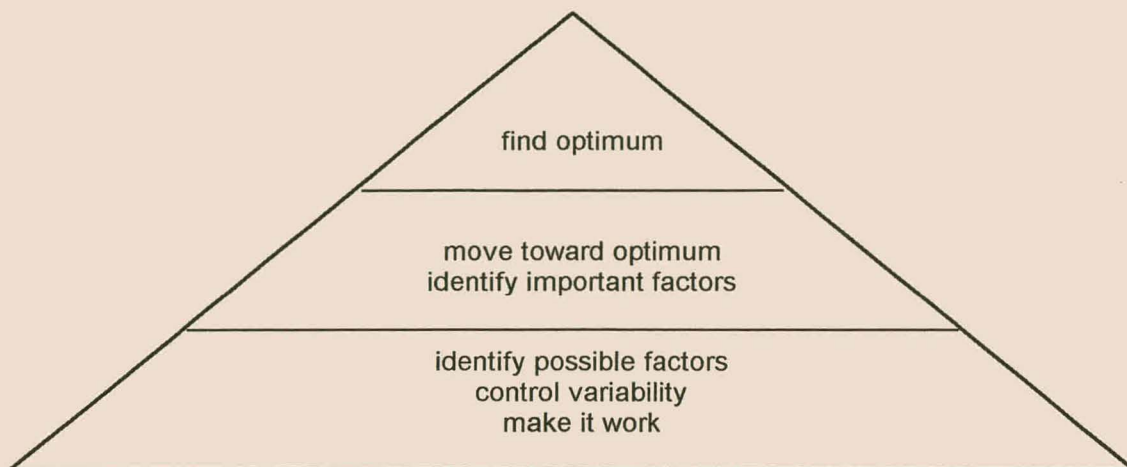 find optimum
move toward optimum
identify important factors
identify possible factors
control variability
make it work